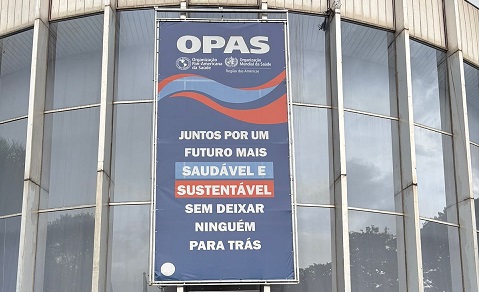 OPAS
Organização
Pan-Americana
da Saúde
Organização
Mundial da Saúde
Região das Américas
JUNTOS POR UM
FUTURO MAIS
SAUDÁVEL E
SUSTENTÁVEL
SEM DEIXAR
NINGUÉM
PARA TRÁS